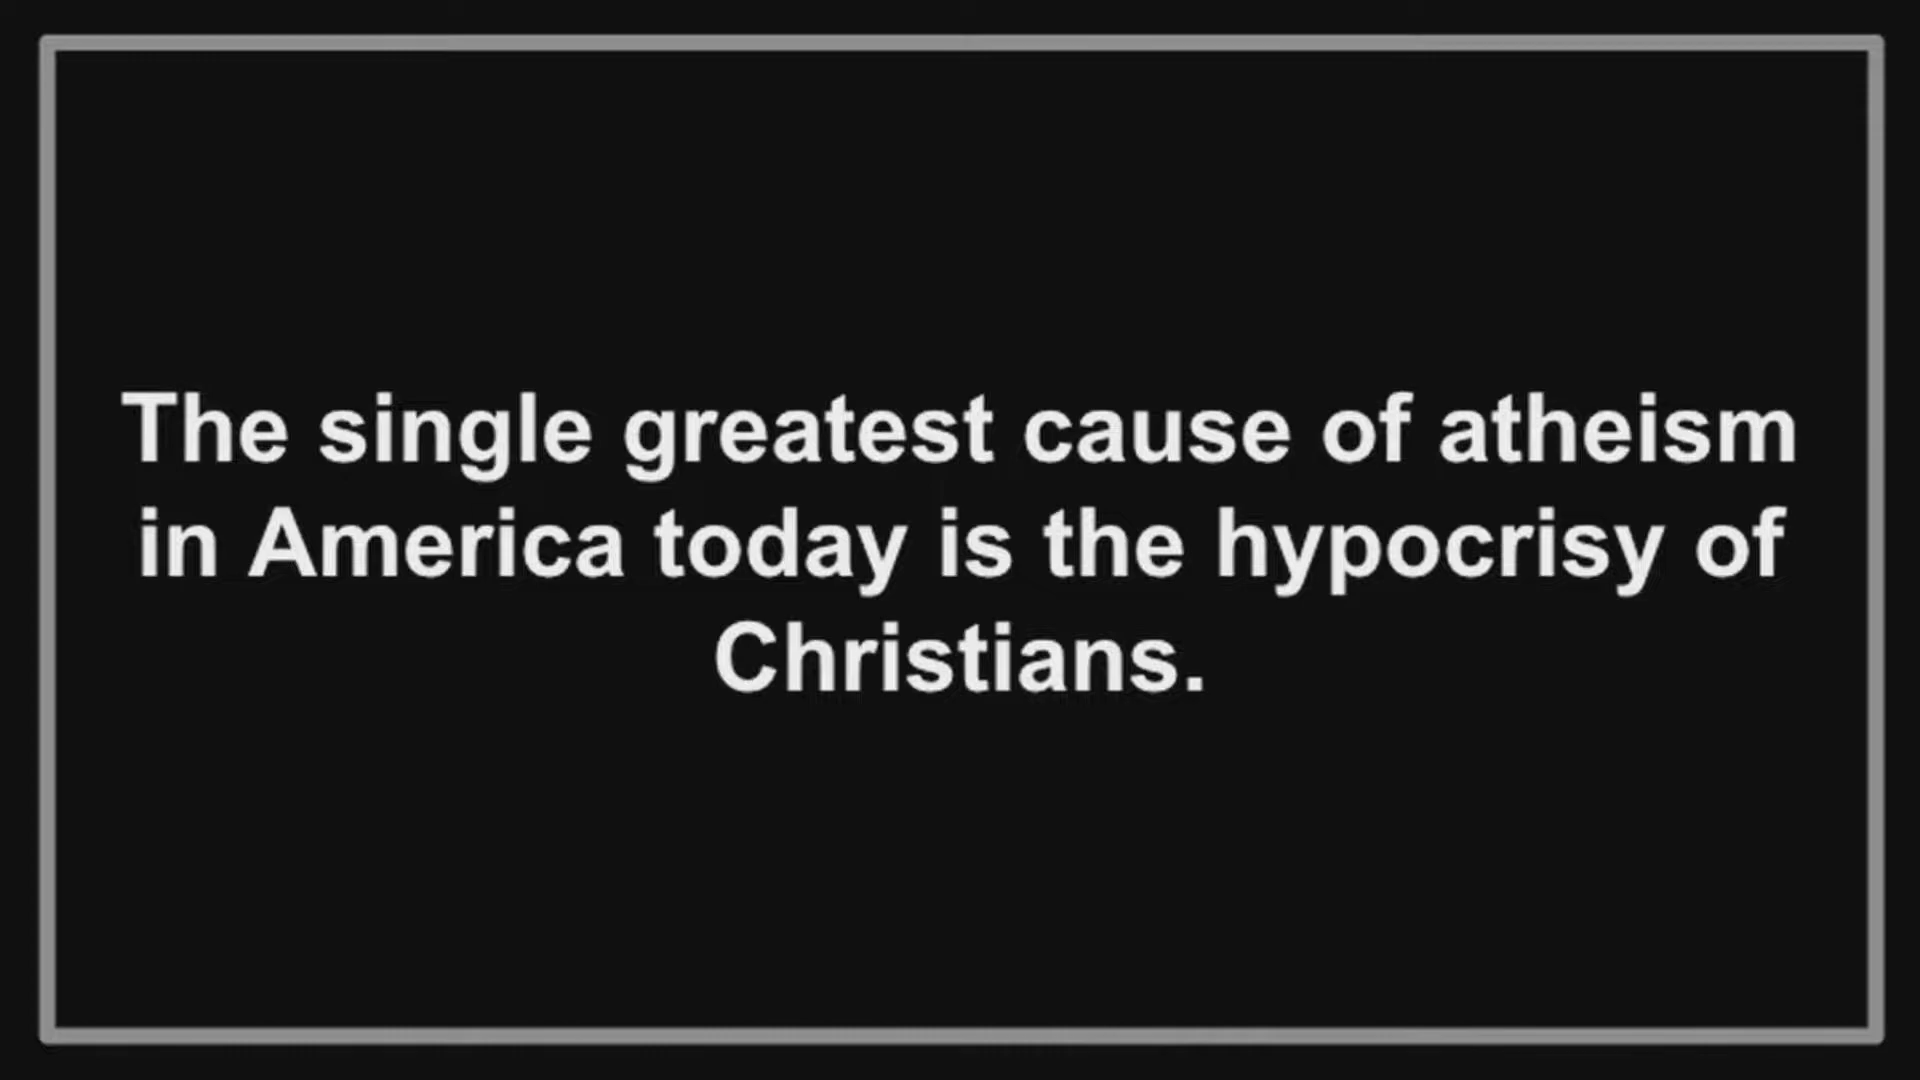 The single greatest cause of atheism
in America today is the hypocrisy of
Christians.